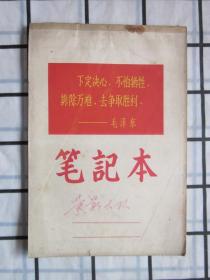 下定决心，不怕牺牲，
排除万难，去争取胜利。
——毛泽东
笔記本